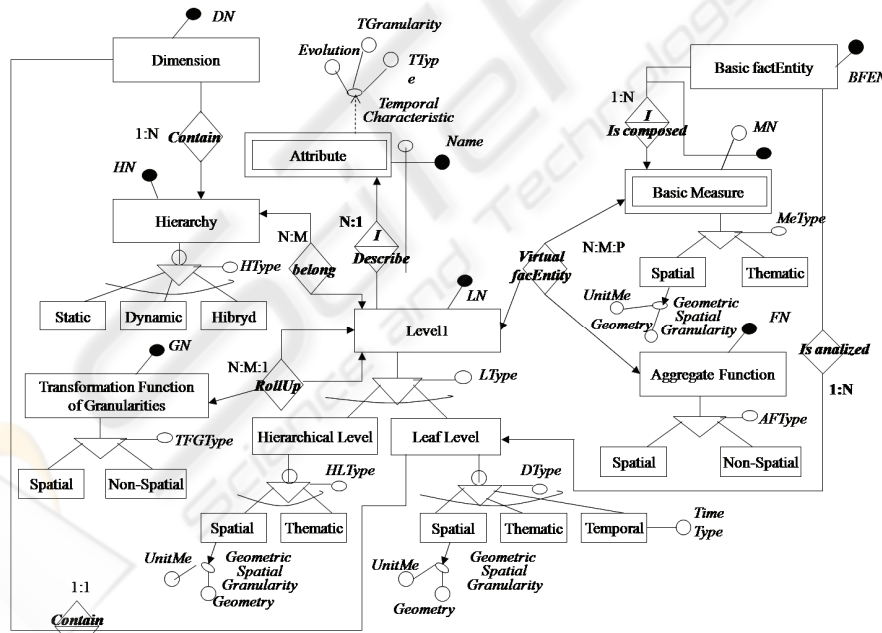 DN
Dimension
TGranularity
Evolution
TTyp
e
Temporal
Characteristic
Basic factEntity
BFEN
1:N
Contain
1:N
I
Is composed
MN
Attribute
Name
HN
Basic Measure
Hierarchy
N:M
belong
N:1
I
Describe
Virtual
facEntity
N:M:P
MeType
HType
Spatial
Thematic
Static
Dynamic
Hibryd
LN
UnitMe
Geometric
Spatial
Granularity
Geometry
FN
Level1
GN
N:M:1
RollUp
Is analized
1:N
Transformation Function
of Granularities
LType
Aggregate Function
TFGType
Hierarchical Level
Leaf Level
AFType
Spatial
Non-Spatial
HLType
DType
Spatial
Non-Spatial
Spatial
Thematic
Spatial
Thematic
Temporal
Time
Type
UnitMe
Geometric
Spatial
Granularity
Geometry
UnitMe
Geometric
Spatial
Granularity
Geometry
1:1
Contain
SciTePress
Science and Technology